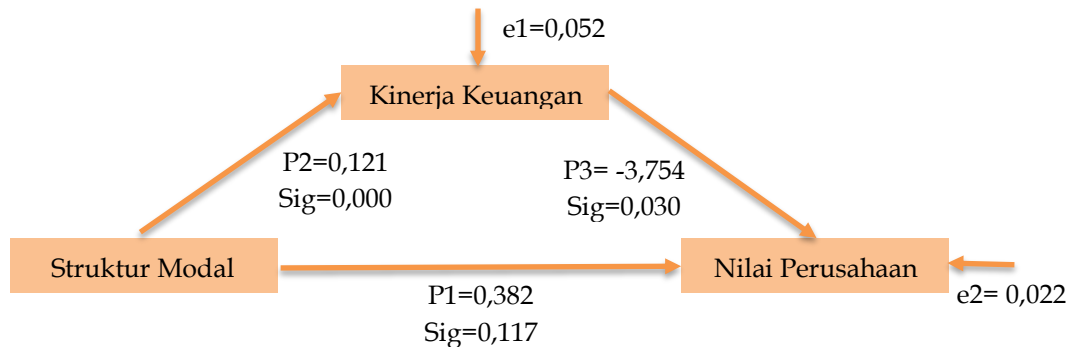 e1=0,052
Kinerja Keuangan
P2=0,121
Sig=0,000
P3= -3,754
Sig=0,030
Struktur Modal
Nilai Perusahaan
P1=0,382
Sig=0,117
e2= 0,022